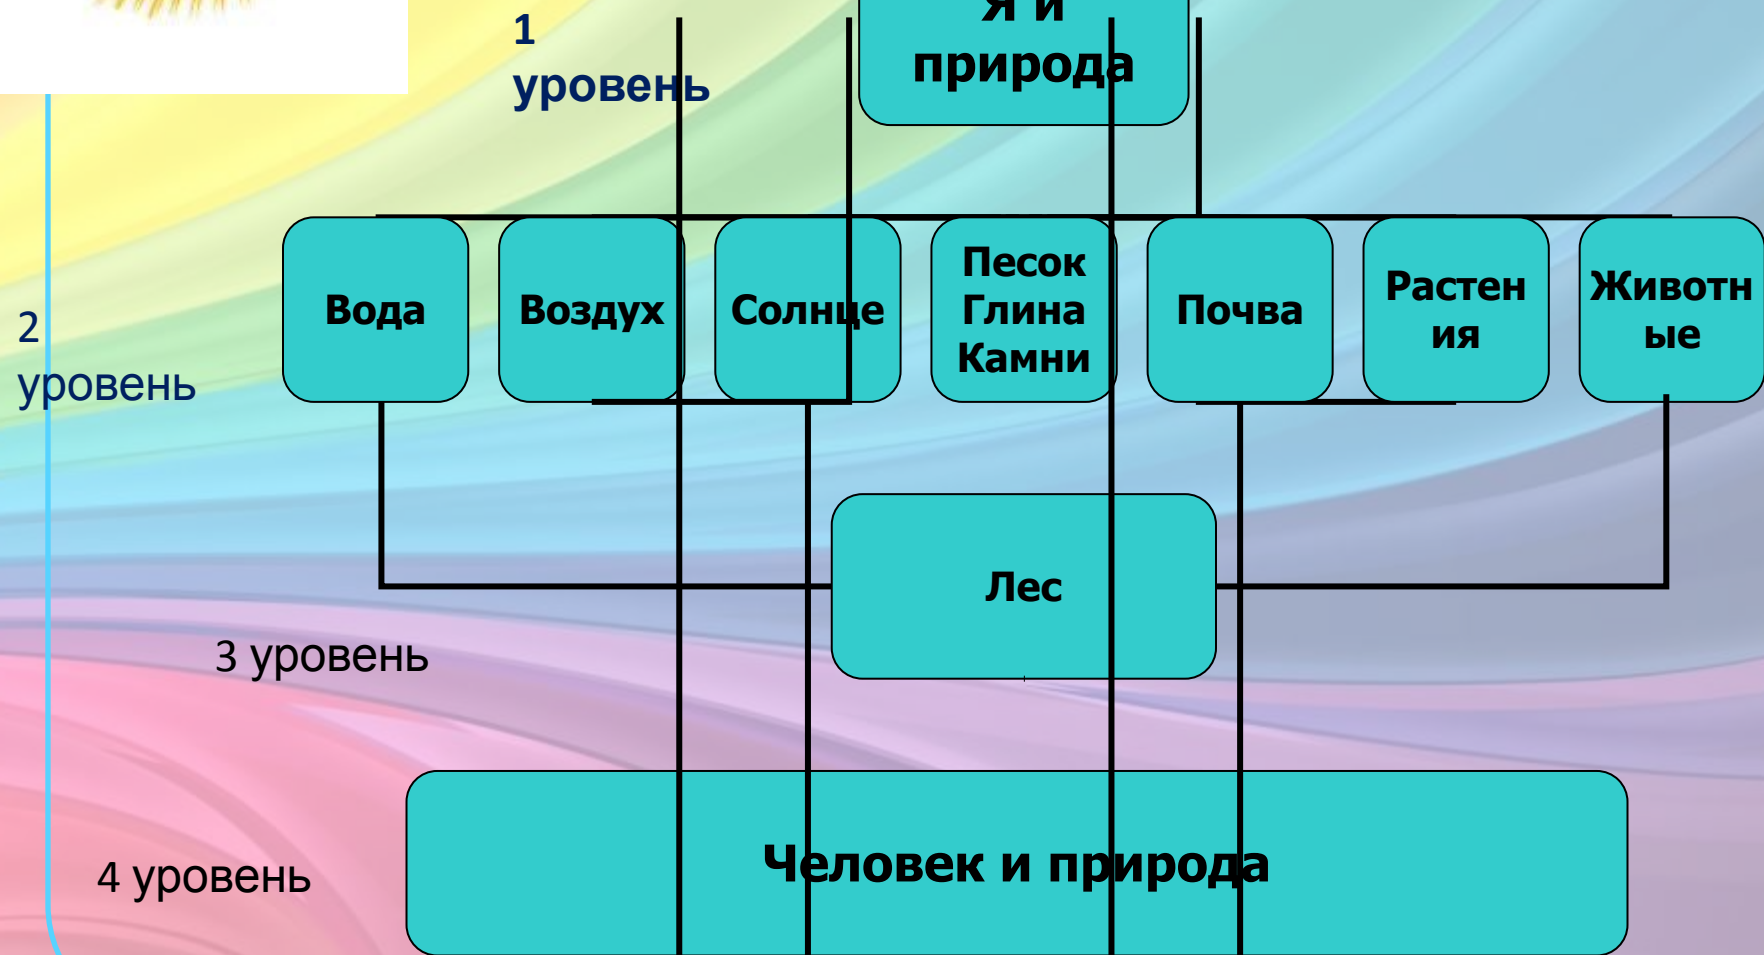 1
уровень
Я и
природа
Вода
Воздух
Солнце
Песок
Глина
Камни
Почва
Растен
ия
Животн
ые
2
уровень
Лес
3 уровень
Человек и природа
4 уровень